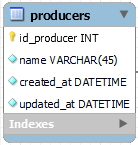 producers
id_producer INT
name VARCHAR(45)
created_at DATETIME
updated_at DATETIME
Indexes